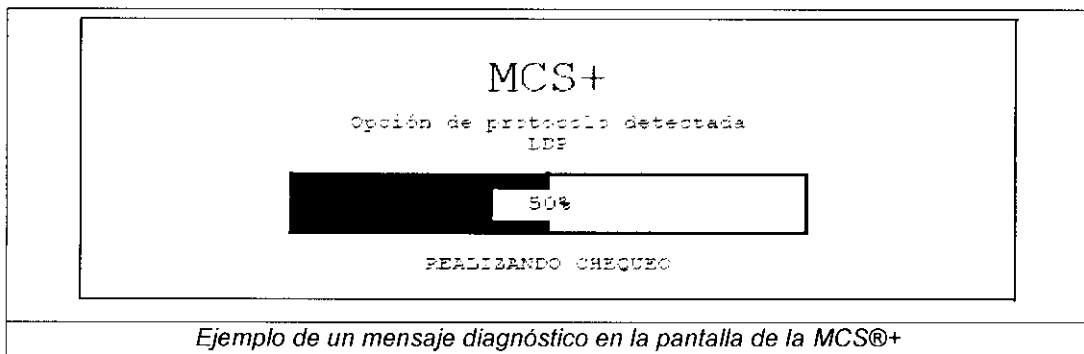 MCS+
Opción de protocolo detectada
LDP
50%
REALIZANDO CHEQUEO
Ejemplo de un mensaje diagnóstico en la pantalla de la MCS®+